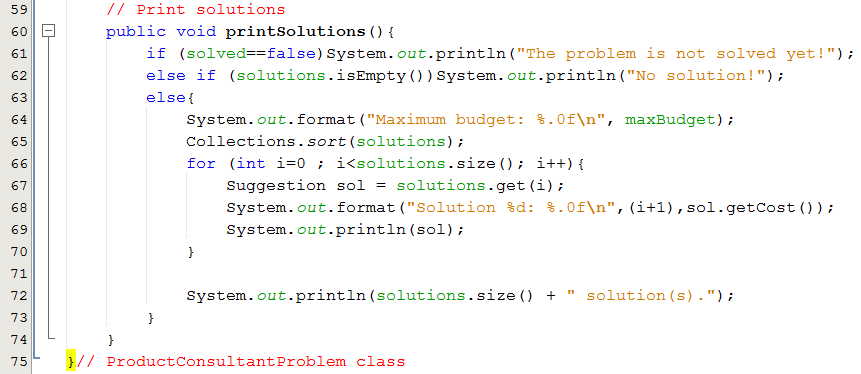 59 // Print solutions
60 public void printSolutions(){
61 if (solved==false)System.out.println("The problem is not solved yet!");
62 else if (solutions.isEmpty())System.out.println("No solution!");
63 else{
64 System.out.format("Maximum budget: %.0f\n", maxBudget);
65 Collections.sort(solutions);
66 for (int i=0 ; i<solutions.size(); i++){
67 Suggestion sol = solutions.get(i);
68 System.out.format("Solution %d: %.0f\n",(i+1),sol.getCost());
69 System.out.println(sol);
70 }
71
72 System.out.println(solutions.size() + " solution(s).");
73 }
74 }
75 }// ProductConsultantProblem class